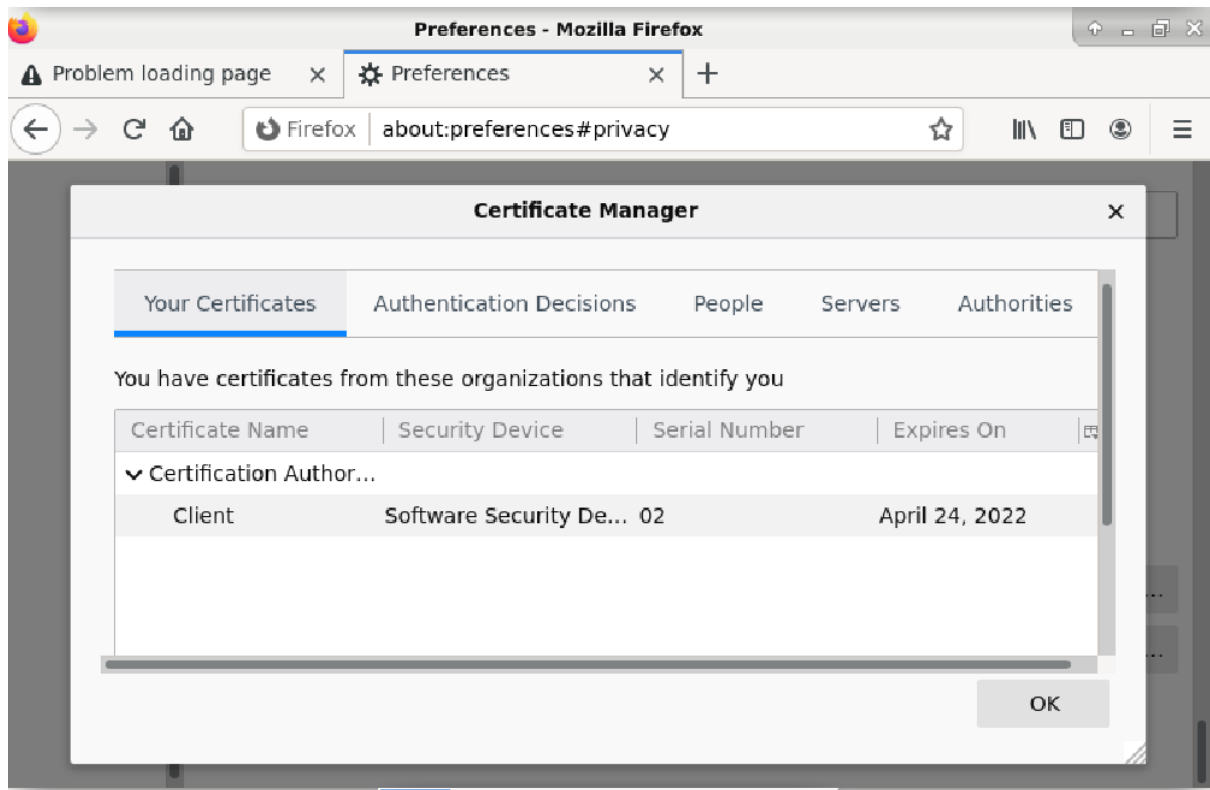 Preferences - Mozilla Firefox
Problem loading page
Preferences
Firefox about:preferences#privacy
Certificate Manager
Your Certificates Authentication Decisions People Servers Authorities
You have certificates from these organizations that identify you
Certificate Name Security Device Serial Number Expires On
Certification Author...
Client Software Security De... 02 April 24, 2022
...
...
OK